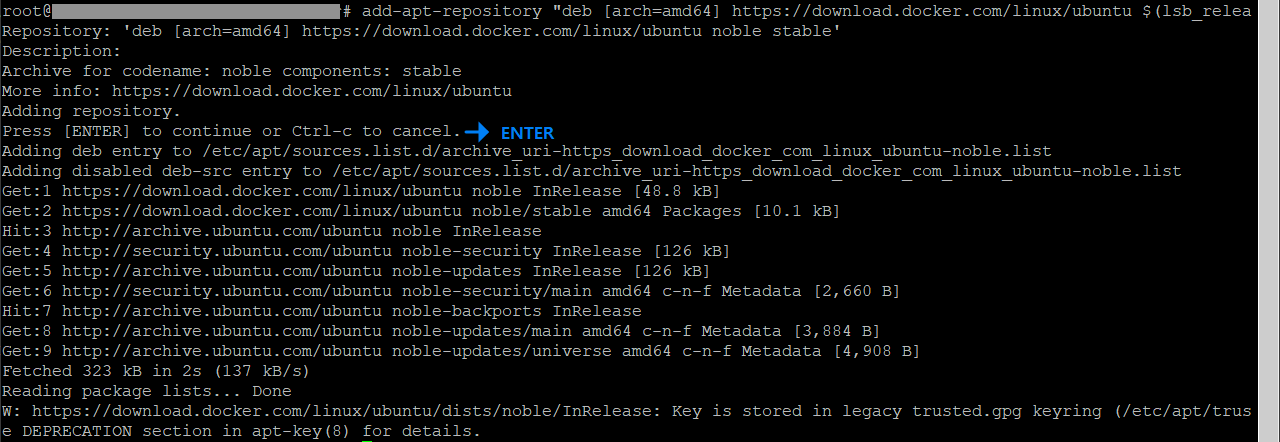 root@ # add-apt-repository "deb [arch=amd64] https://download.docker.com/linux/ubuntu $(lsb_relea
Repository: 'deb [arch=amd64] https://download.docker.com/linux/ubuntu noble stable'
Description:
Archive for codename: noble components: stable
More info: https://download.docker.com/linux/ubuntu
Adding repository.
Press [ENTER] to continue or Ctrl-c to cancel. ENTER
Adding deb entry to /etc/apt/sources.list.d/archive_uri-https_download_docker_com_linux_ubuntu-noble.list
Adding disabled deb-src entry to /etc/apt/sources.list.d/archive_uri-https_download_docker_com_linux_ubuntu-noble.list
Get:1 https://download.docker.com/linux/ubuntu noble InRelease [48.8 kB]
Get:2 https://download.docker.com/linux/ubuntu noble/stable amd64 Packages [10.1 kB]
Hit:3 http://archive.ubuntu.com/ubuntu noble InRelease
Get:4 http://security.ubuntu.com/ubuntu noble-security InRelease [126 kB]
Get:5 http://archive.ubuntu.com/ubuntu noble-updates InRelease [126 kB]
Get:6 http://security.ubuntu.com/ubuntu noble-security/main amd64 c-n-f Metadata [2,660 B]
Hit:7 http://archive.ubuntu.com/ubuntu noble-backports InRelease
Get:8 http://archive.ubuntu.com/ubuntu noble-updates/main amd64 c-n-f Metadata [3,884 B]
Get:9 http://archive.ubuntu.com/ubuntu noble-updates/universe amd64 c-n-f Metadata [4,908 B]
Fetched 323 kB in 2s (137 kB/s)
Reading package lists... Done
W: https://download.docker.com/linux/ubuntu/dists/noble/InRelease: Key is stored in legacy trusted.gpg keyring (/etc/apt/trus
e DEPRECATION section in apt-key(8) for details.